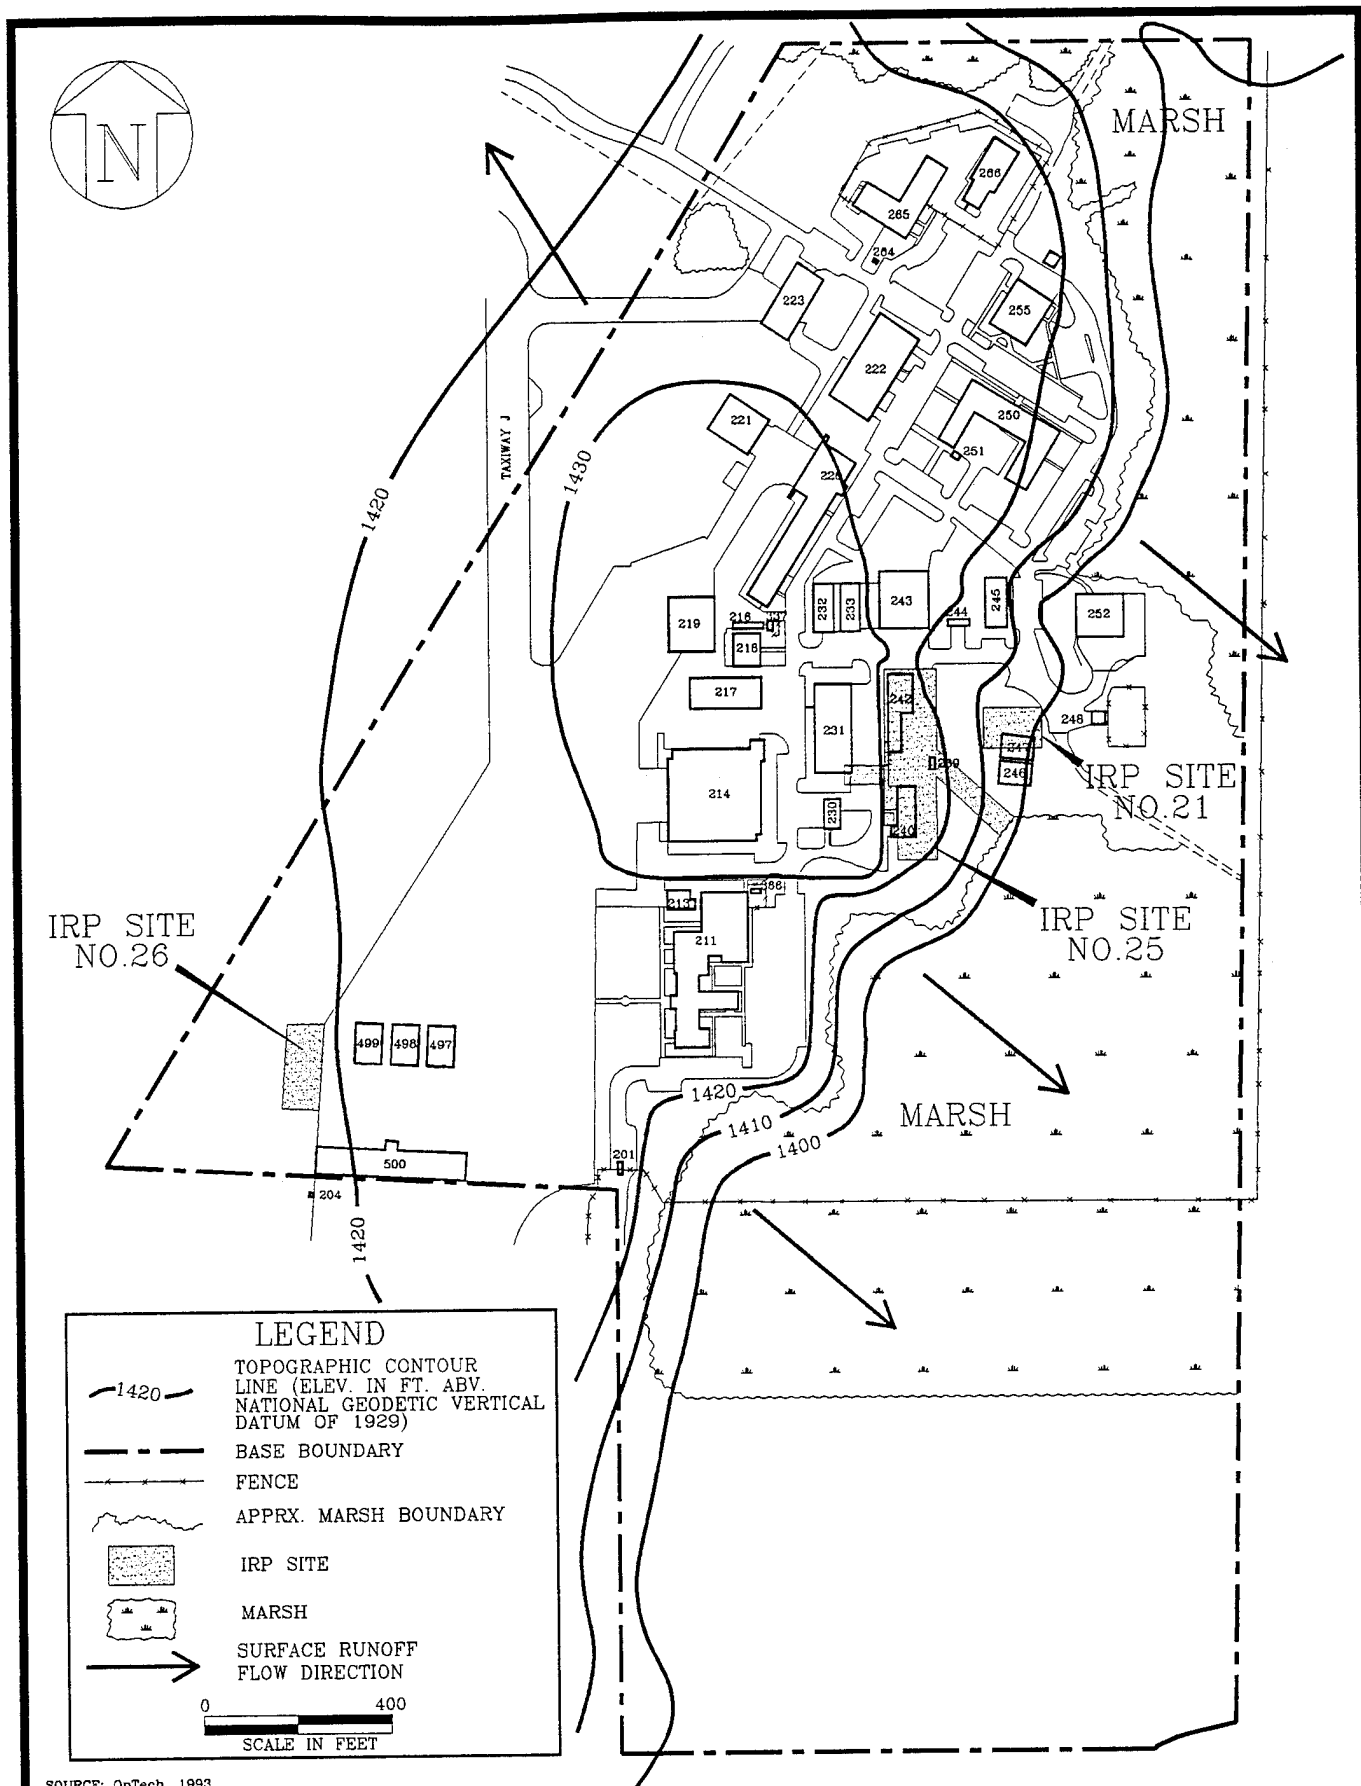 N
MARSH
266
265
264
223
255
222
221
250
251
TAXIWAY J
1430
1420
232
233
243
244
245
252
219
216
218
217
242
231
248
247
239
246
IRP SITE
NO.21
214
230
240
213
211
IRP SITE
NO.25
IRP SITE
NO.26
499
498
497
1420
1410
1400
MARSH
500
201
204
1420
LEGEND
1420
TOPOGRAPHIC CONTOUR
LINE (ELEV. IN FT. ABV.
NATIONAL GEODETIC VERTICAL
DATUM OF 1929)
BASE BOUNDARY
FENCE
APPRX. MARSH BOUNDARY
IRP SITE
MARSH
SURFACE RUNOFF
FLOW DIRECTION
0 400
SCALE IN FEET
SOURCE: OpTech, 1993